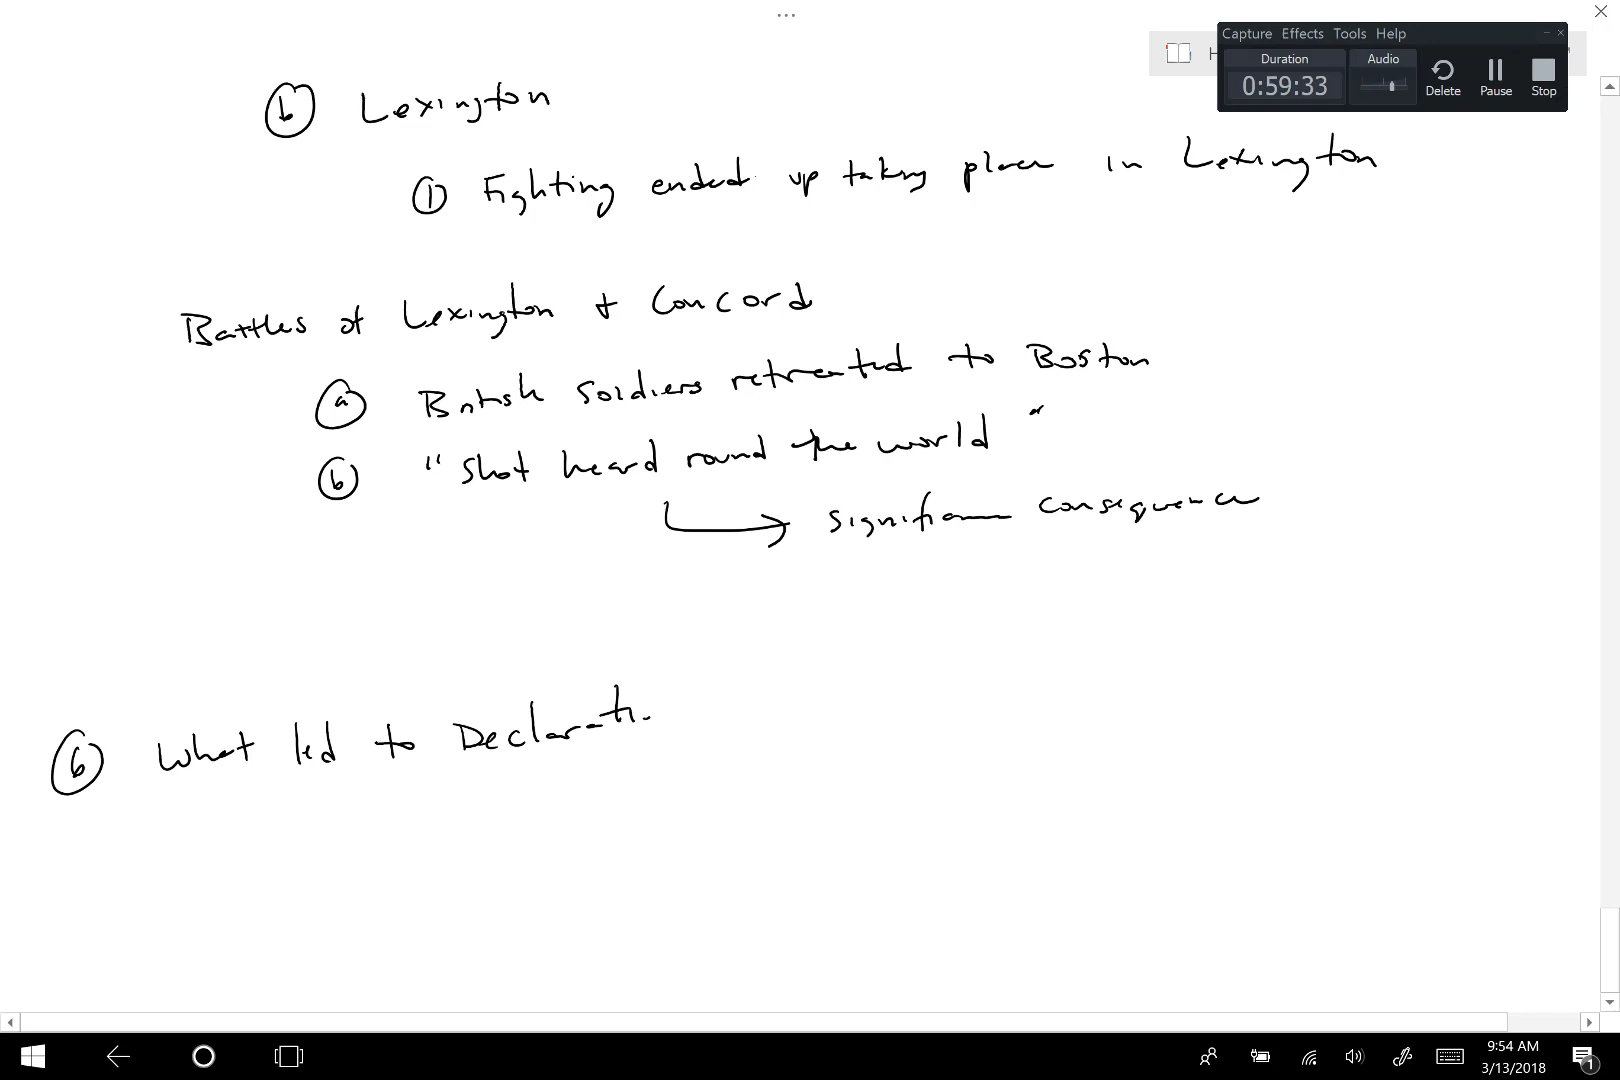 Capture Effects Tools Help
Duration
Audio
0:59:33
Delete Pause Stop
H
b Lexington
1 Fighting ended up taking place in Lexington
Battles of Lexington + Concord
a British soldiers retreated to Boston
b "Shot heard round the world"
consequence
6 What led to Declarati
9:54 AM
3/13/2018
1